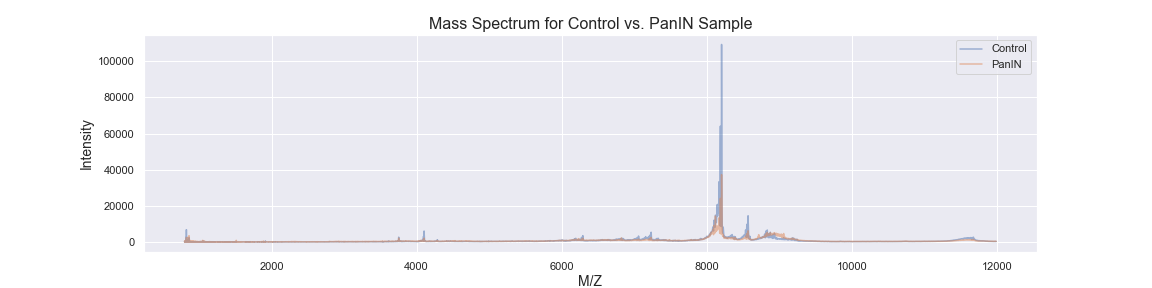 Mass Spectrum for Control vs. PanIN Sample
Control
PanIN
Intensity
100000
80000
60000
40000
20000
0
2000
4000
6000
8000
10000
12000
M/Z